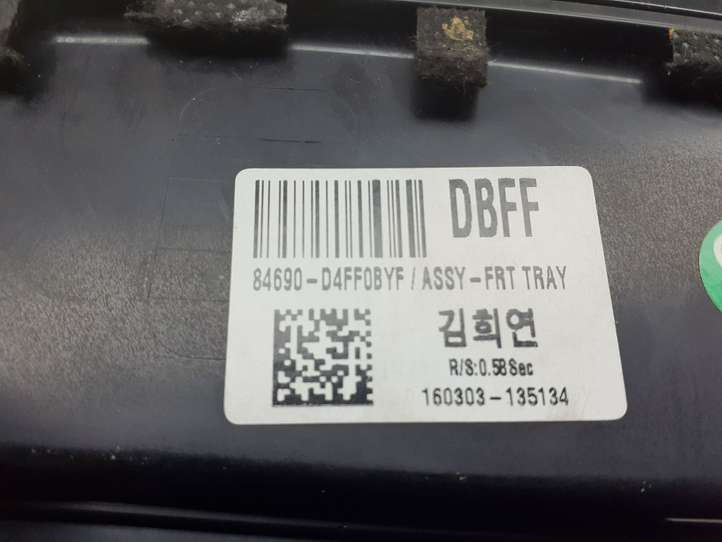 DBFF
84690-D4FF0BYF / ASSY-FRT TRAY
김희연
R/S:0.58Sec
160303-135134